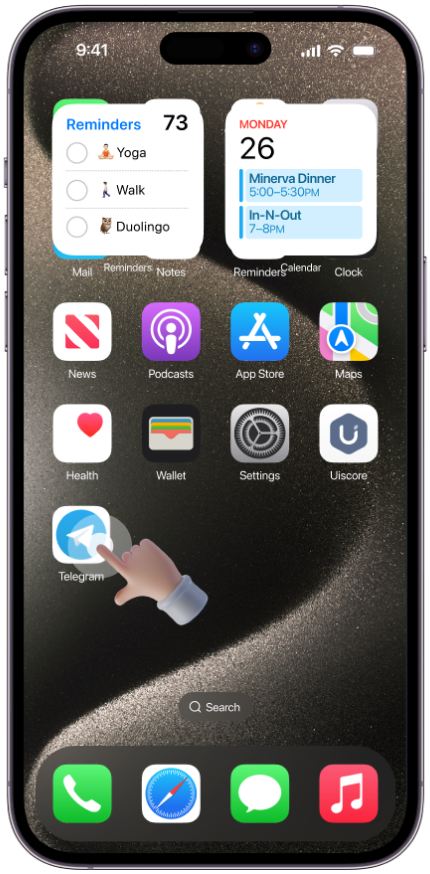 9:41
Reminders 73
Yoga
Walk
Duolingo
MONDAY
26
Minerva Dinner
5:00–5:30PM
In-N-Out
7–8PM
Mail
Reminders
Notes
Reminders
Calendar
Clock
News
Podcasts
App Store
Maps
Health
Wallet
Settings
Uiscore
Telegram
Search